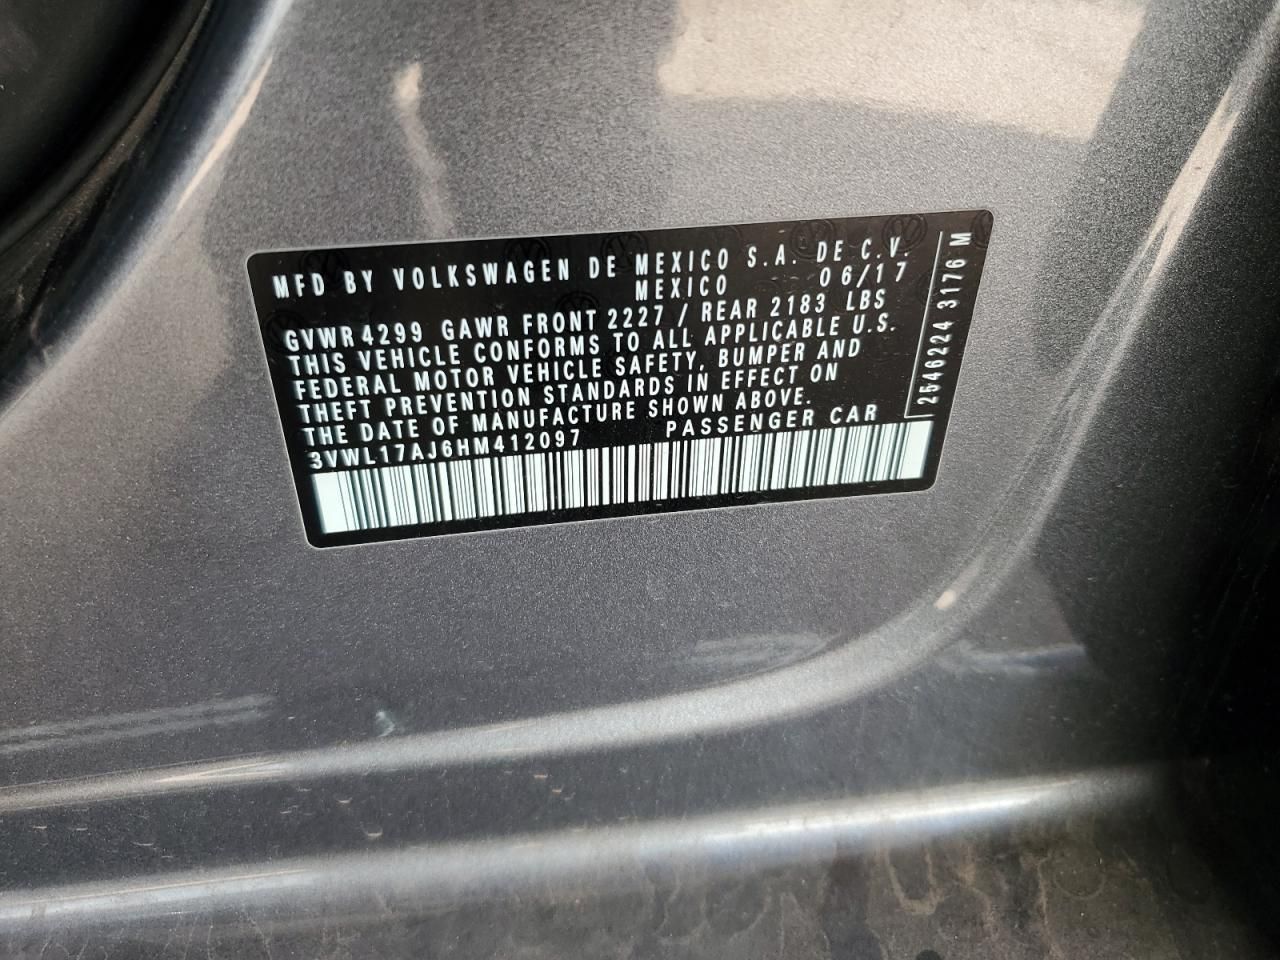 MFD BY VOLKSWAGEN DE MEXICO S.A. DE C.V.
MEXICO 06/17
GVWR 4299 GAWR FRONT 2227 / REAR 2183 LBS
THIS VEHICLE CONFORMS TO ALL APPLICABLE U.S.
FEDERAL MOTOR VEHICLE SAFETY, BUMPER AND
THEFT PREVENTION STANDARDS IN EFFECT ON
THE DATE OF MANUFACTURE SHOWN ABOVE.
3VWL17AJ6HM412097 PASSENGER CAR
2546224 3176 M